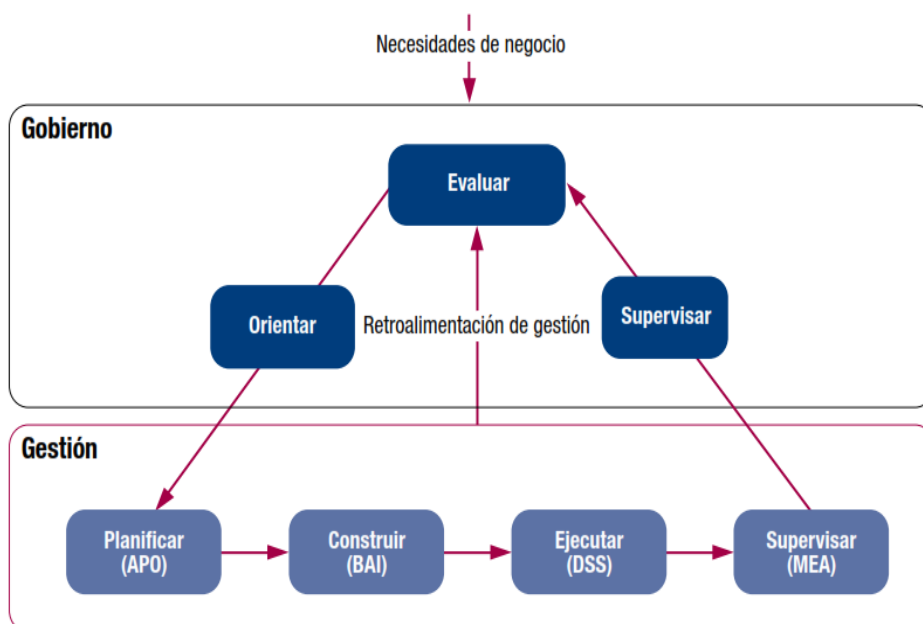 Necesidades de negocio
Gobierno
Evaluar
Orientar
Retroalimentación de gestión
Supervisar
Gestión
Planificar
(APO)
Construir
(BAI)
Ejecutar
(DSS)
Supervisar
(MEA)